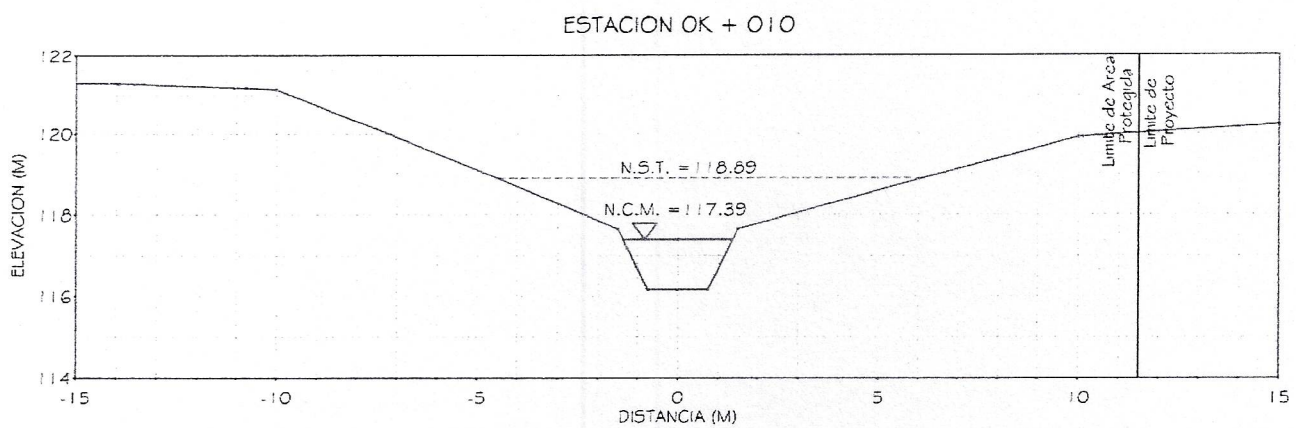 ESTACION 0K + 010
122
120
118
116
114
ELEVACION (M)
N.S.T. = 118.89
N.C.M. = 117.39
Limite de Area
Protegida
Limite de
Proyecto
-15
-10
-5
0
5
10
15
DISTANCIA (M)